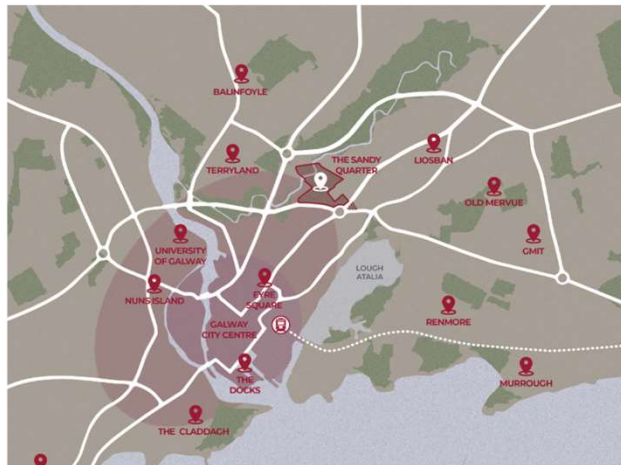 BALINFOYLE
TERRYLAND
THE SANDY
QUARTER
LIOSBAN
OLD MERVUE
GMIT
UNIVERSITY
OF GALWAY
LOUGH
ATALIA
NUNS ISLAND
EYRE
SQUARE
RENMORE
GALWAY
CITY CENTRE
MURROUGH
THE
DOCKS
THE CLADDAGH